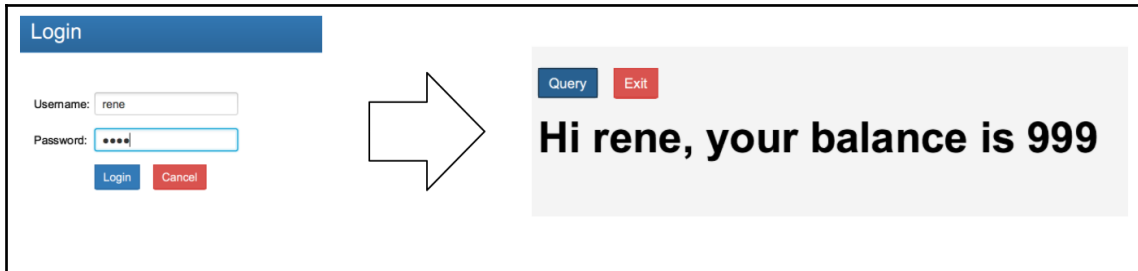 Login
Username: rene
Password: ••••
Login Cancel
Query Exit
Hi rene, your balance is 999